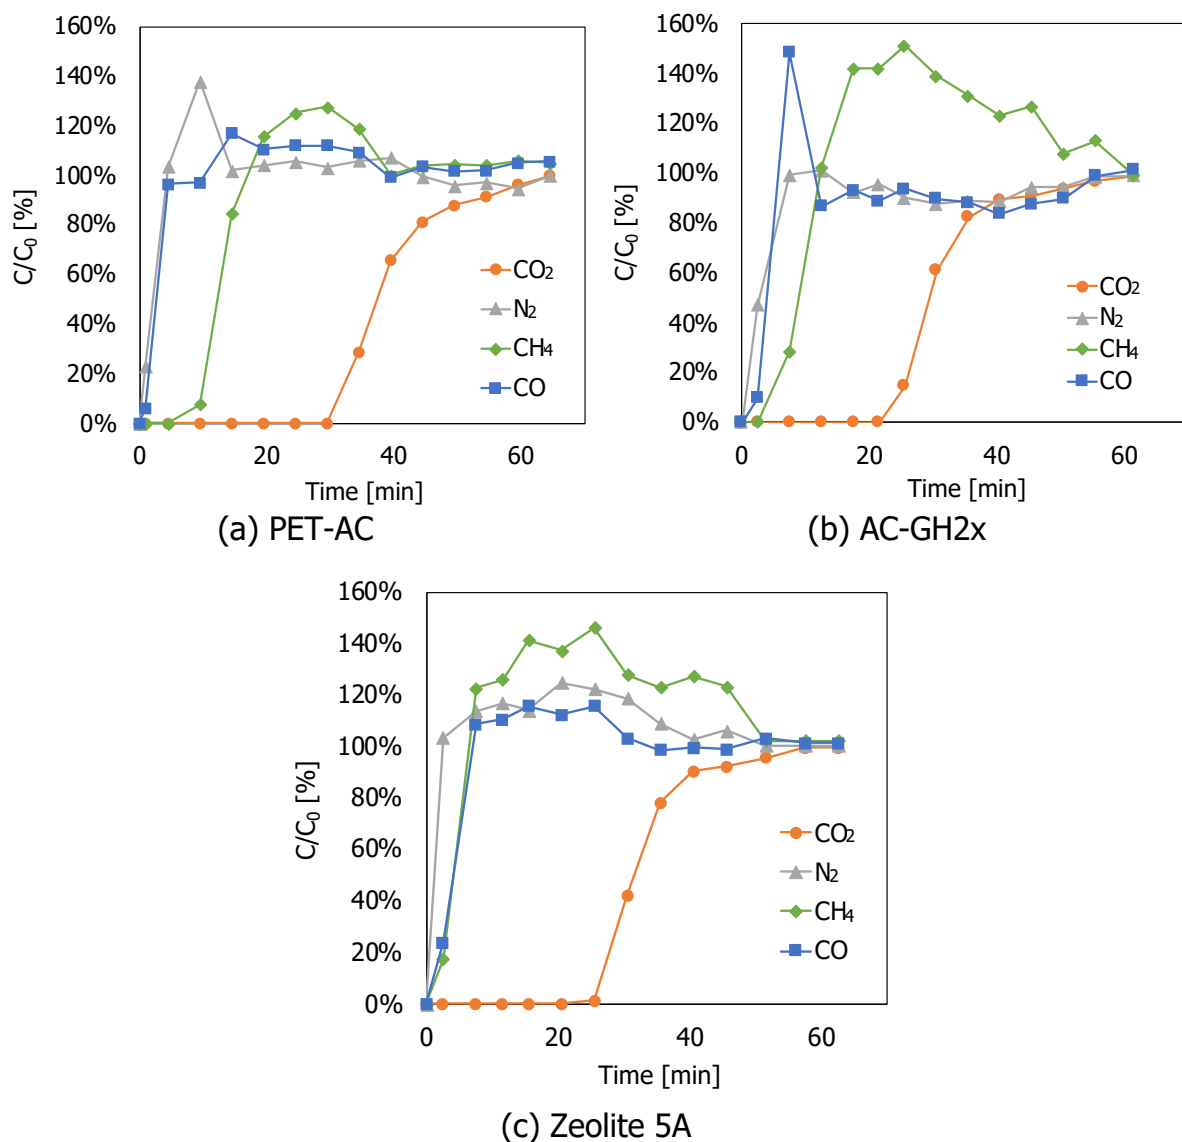 160%
140%
120%
100%
80%
60%
40%
20%
0%
C/C₀ [%]
CO₂
N₂
CH₄
CO
0 20 40 60
Time [min]
(a) PET-AC
160%
140%
120%
100%
80%
60%
40%
20%
0%
C/C₀ [%]
CO₂
N₂
CH₄
CO
0 20 40 60
Time [min]
(b) AC-GH2x
160%
140%
120%
100%
80%
60%
40%
20%
0%
C/C₀ [%]
CO₂
N₂
CH₄
CO
0 20 40 60
Time [min]
(c) Zeolite 5A